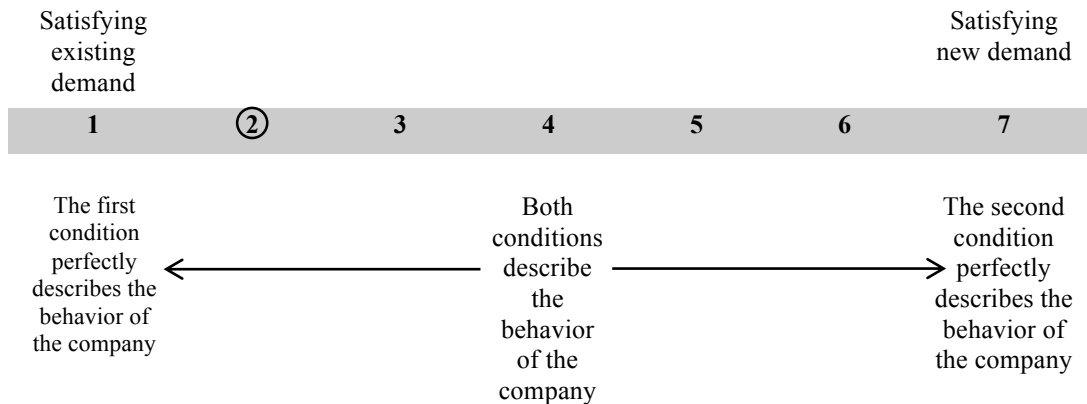 Satisfying
existing
demand
Satisfying
new demand
1 2 3 4 5 6 7
The first
condition
perfectly
describes the
behavior of
the company
Both
conditions
describe
the
behavior
of the
company
The second
condition
perfectly
describes the
behavior of
the company